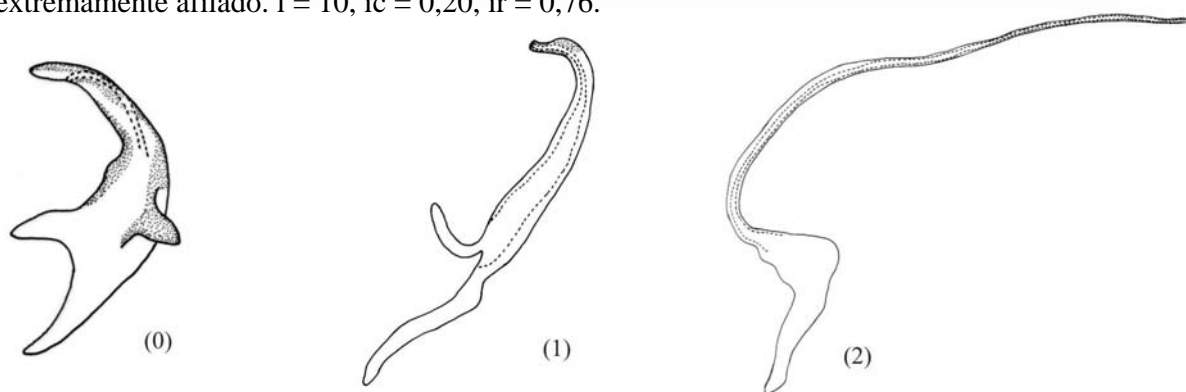 extremamente afilado. l = 10, ic = 0,20, ir = 0,76.
(0)
(1)
(2)